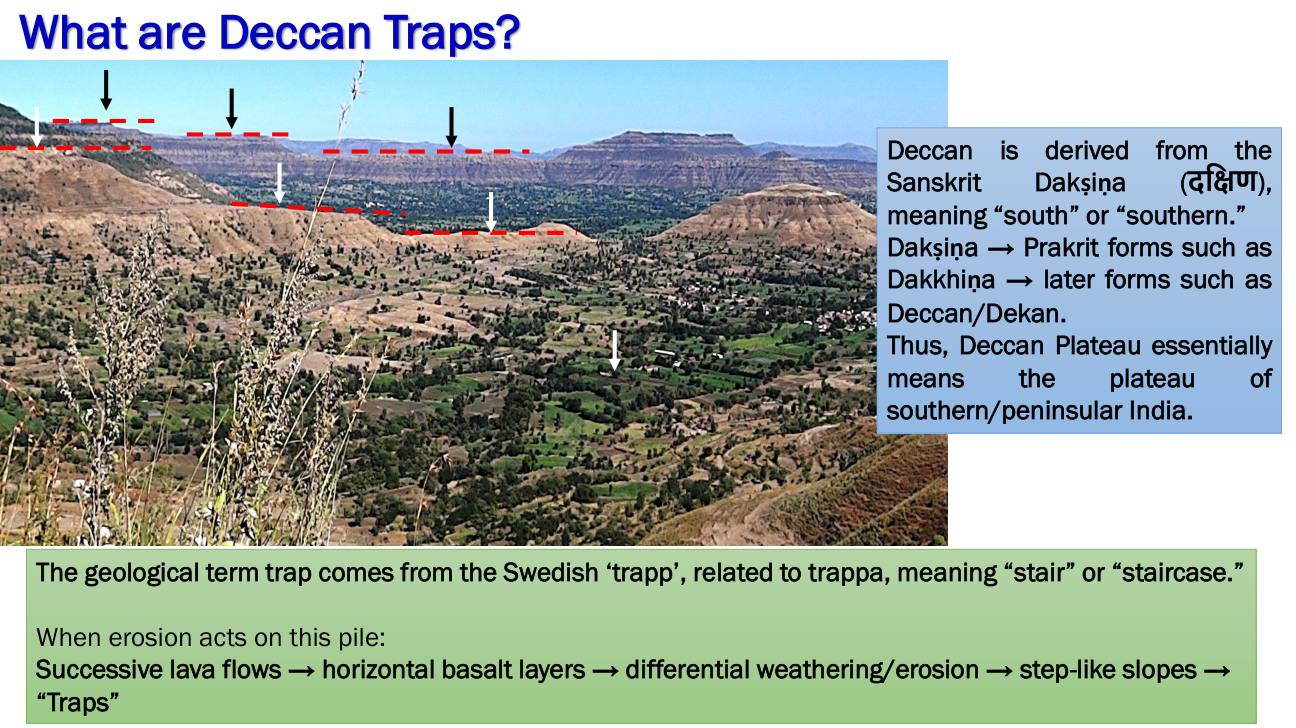 What are Deccan Traps?
Deccan is derived from the
Sanskrit Dakṣiṇa (दक्षिण),
meaning “south” or “southern.”
Dakṣiṇa → Prakrit forms such as
Dakkhiṇa → later forms such as
Deccan/Dekan.
Thus, Deccan Plateau essentially
means the plateau of
southern/peninsular India.
The geological term trap comes from the Swedish ‘trapp’, related to trappa, meaning “stair” or “staircase.”
When erosion acts on this pile:
Successive lava flows → horizontal basalt layers → differential weathering/erosion → step-like slopes →
“Traps”